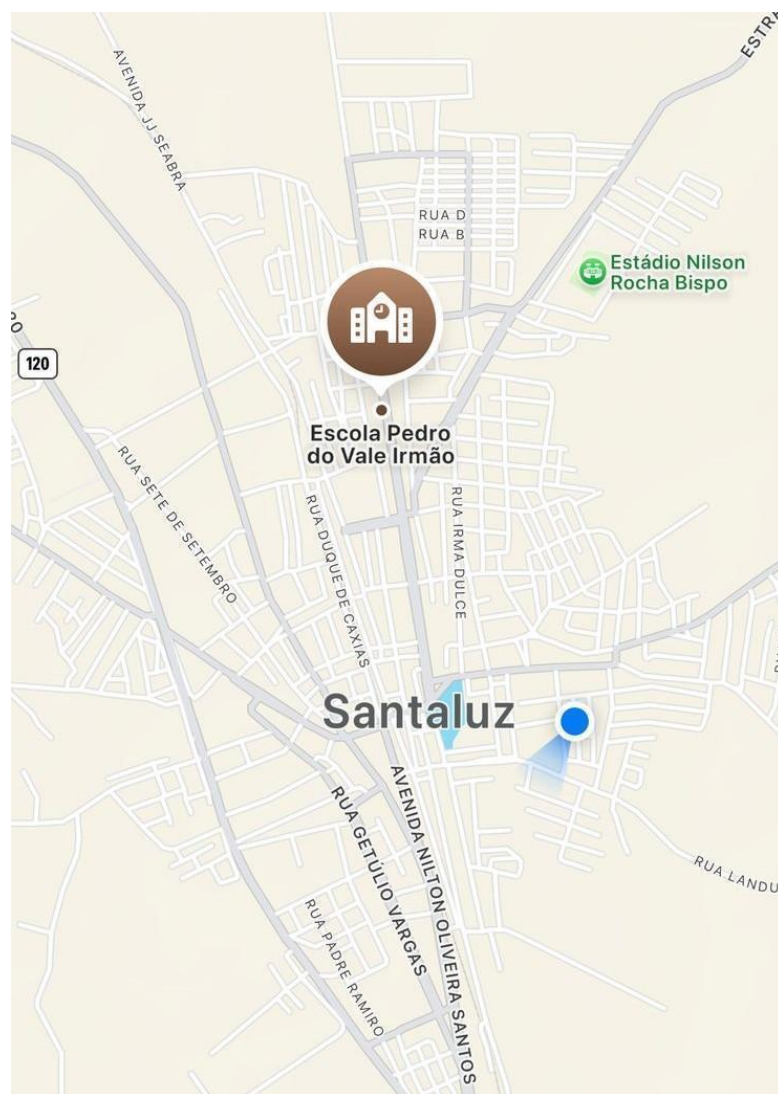 ESTRA
AVENIDA JJ SEABRA
RUA D
RUA B
Estádio Nilson
Rocha Bispo
120
Escola Pedro
do Vale Irmão
RUA SETE DE SETEMBRO
RUA DUQUE DE CAXIAS
RUA IRMA DULCE
Santaluz
AVENIDA NILTON OLIVEIRA SANTOS
RUA GETÚLIO VARGAS
RUA LANDU
RUA PADRE RAMIRO